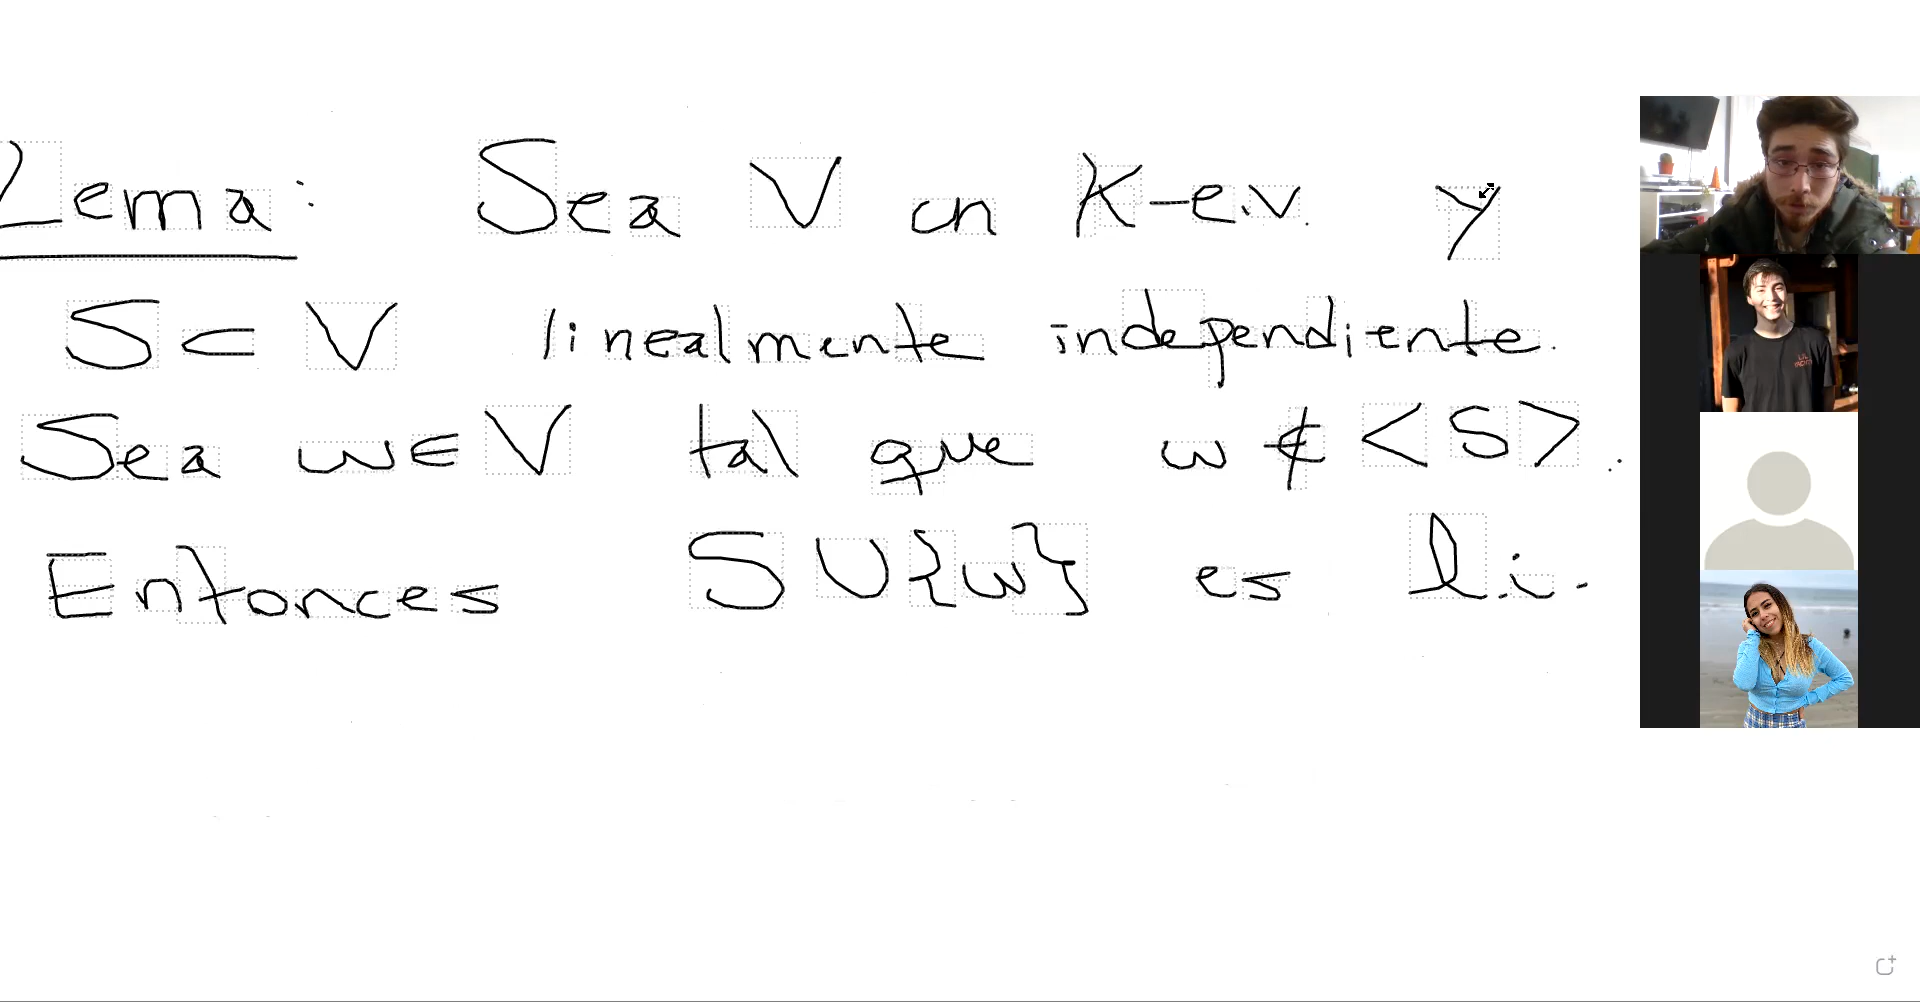 Lema: Sea V un K-e.v. y
S ⊂ V linealmente independiente.
Sea w ∈ V tal que w ∉ <S>.
Entonces S ∪ {w} es l.i.